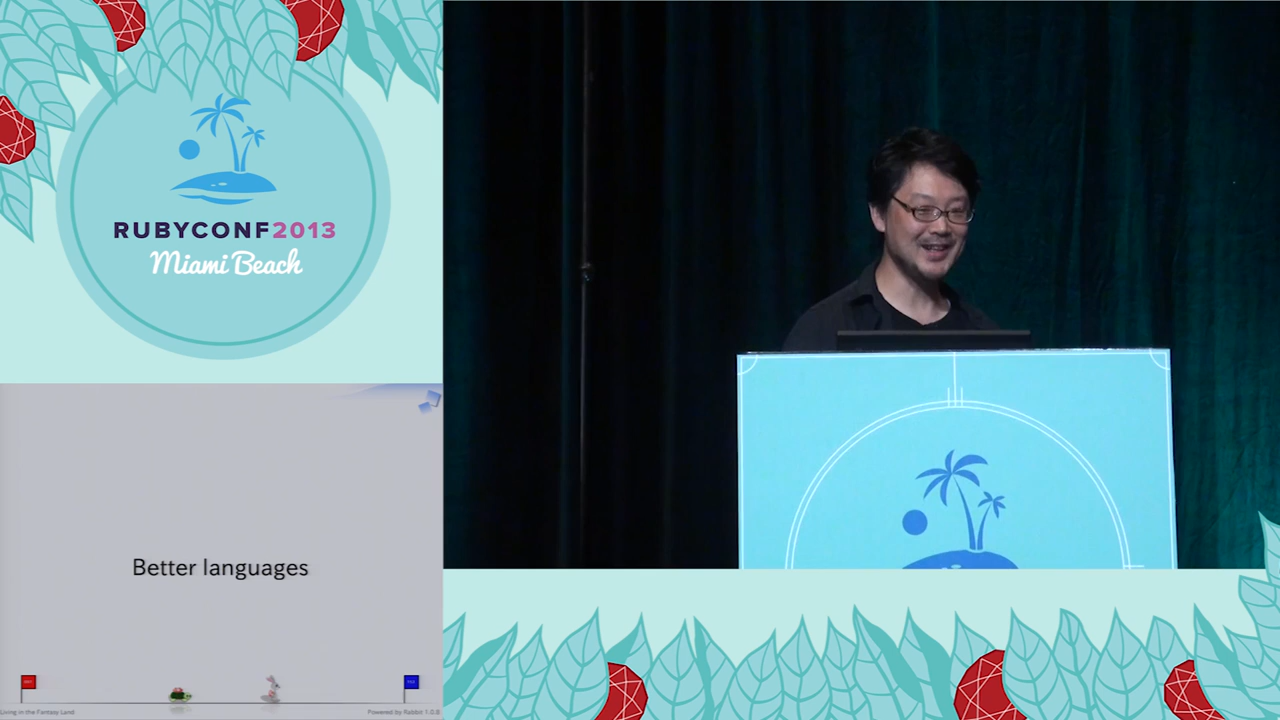 RUBYCONF2013
Miami Beach
Better languages
Living in the Fantasy Land
Powered by Rabbit 1.0.8